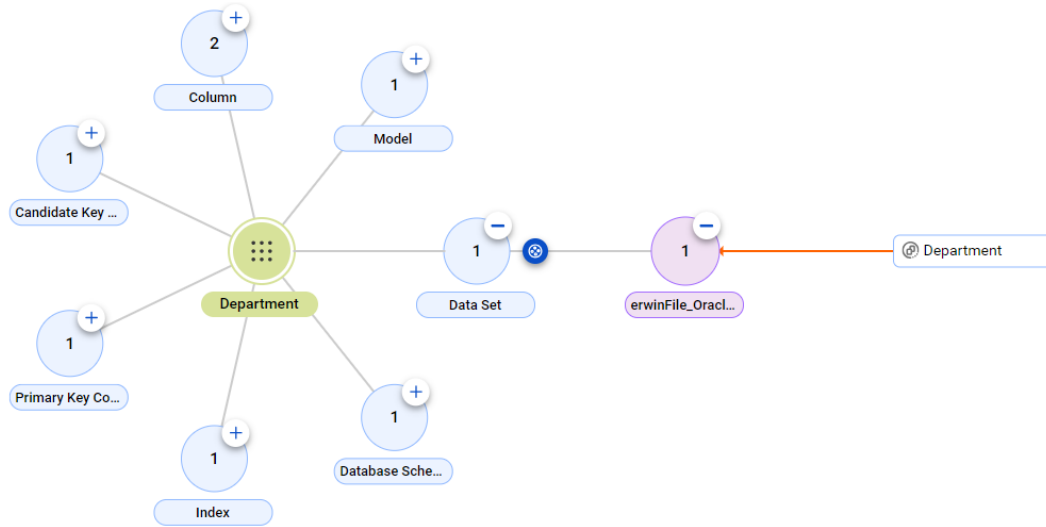 2
Column
1
Model
1
Candidate Key ...
Department
1
Data Set
1
erwinFile_Oracl...
Department
1
Primary Key Co...
1
Database Sche...
1
Index